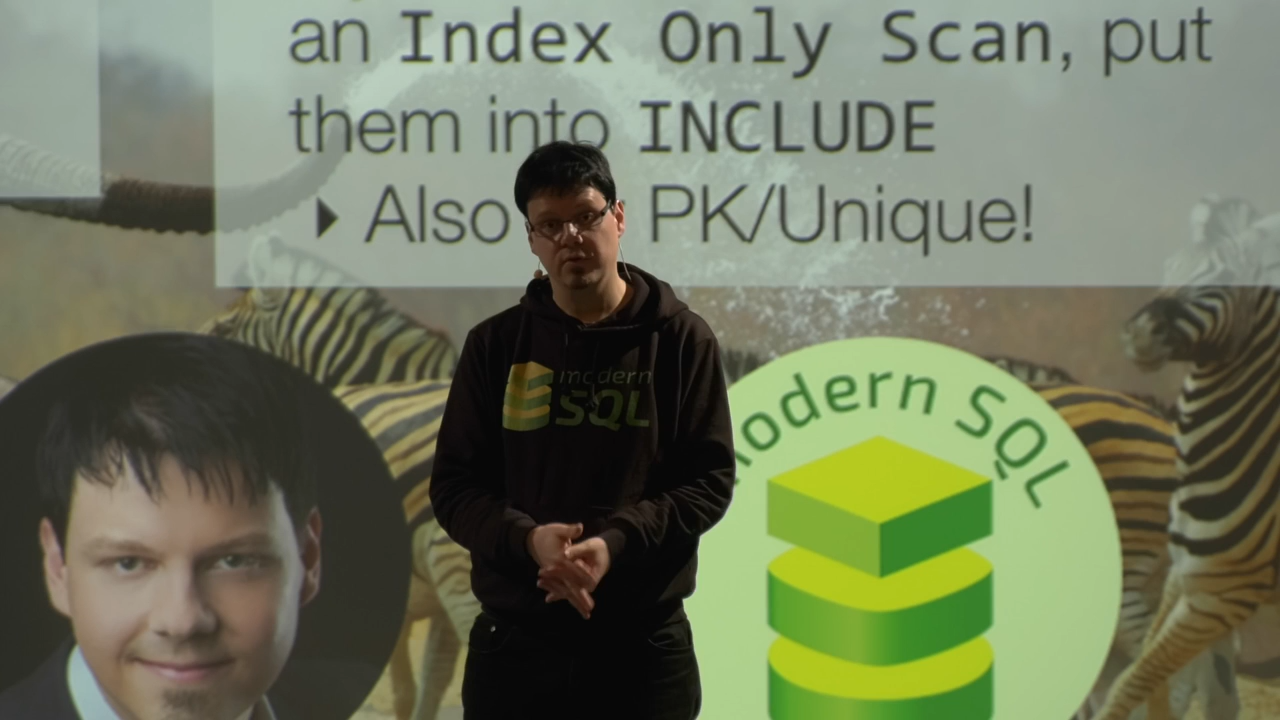 an Index Only Scan, put
them into INCLUDE
Also PK/Unique!
modern
SQL
modern SQL